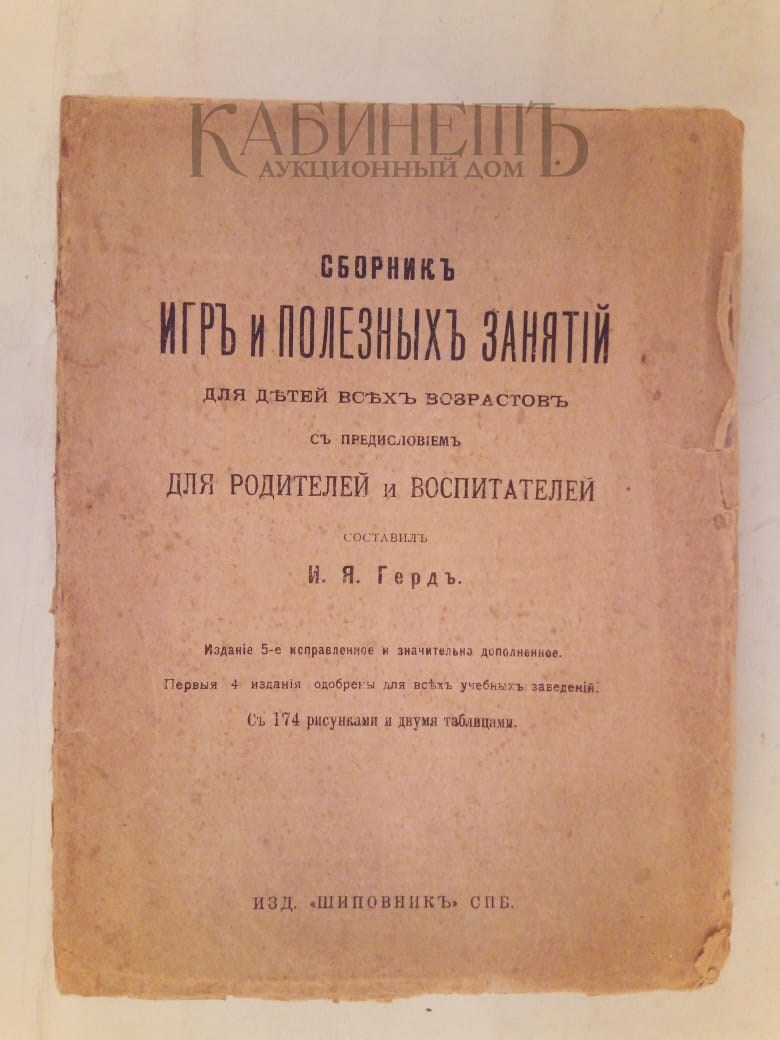 КАБИНЕТЪ
АУКЦИОННЫЙ ДОМ
СБОРНИКЪ
ИГРЪ и ПОЛЕЗНЫХЪ ЗАНЯТІЙ
ДЛЯ ДѢТЕЙ ВСѢХЪ ВОЗРАСТОВЪ
СЪ ПРЕДИСЛОВІЕМЪ
ДЛЯ РОДИТЕЛЕЙ и ВОСПИТАТЕЛЕЙ
СОСТАВИЛЪ
И. Я. Гердъ.
Изданіе 5-е исправленное и значительно дополненное.
Первыя 4 изданія одобрены для всѣхъ учебныхъ заведеній.
Съ 174 рисунками и двумя таблицами.
ИЗД. «ШИПОВНИКЪ» СПБ.